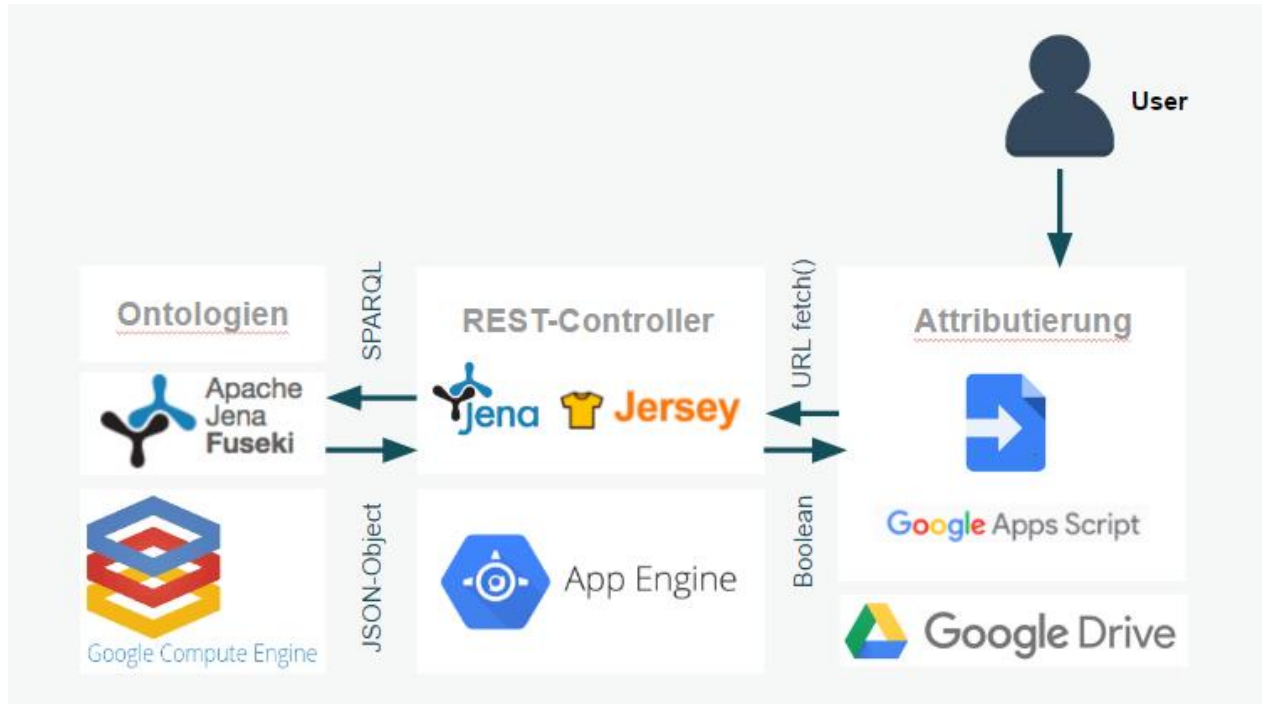 User
Ontologien
SPARQL
REST-Controller
URL fetch()
Attributierung
Apache
Jena
Fuseki
Jena
Jersey
Google Apps Script
JSON-Object
Boolean
Google Compute Engine
App Engine
Google Drive